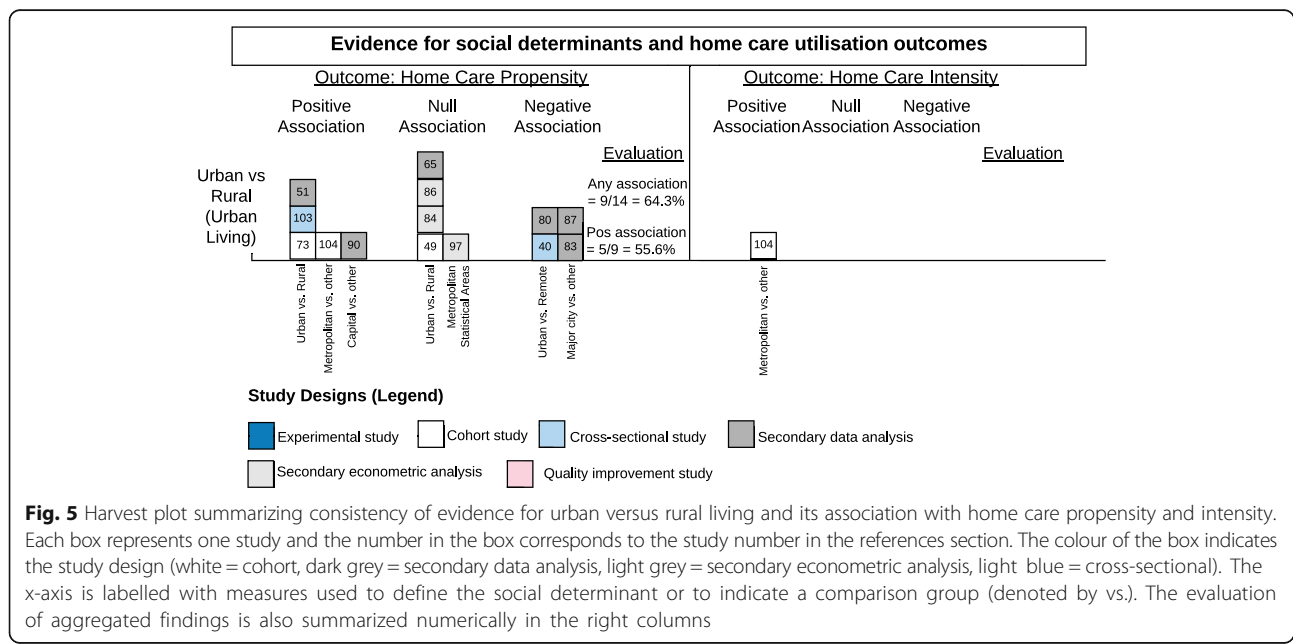 Evidence for social determinants and home care utilisation outcomes
Outcome: Home Care Propensity
Outcome: Home Care Intensity
Positive Association
Null Association
Negative Association
Positive Association
Null Association
Negative Association
Evaluation
Evaluation
Urban vs
Rural
(Urban
Living)
51
103
73 104 90
65
86
84
49 97
80 87
40 83
Any association
= 9/14 = 64.3%
Pos association
= 5/9 = 55.6%
104
Urban vs. Rural
Metropolitan vs. other
Capital vs. other
Urban vs. Rural
Metropolitan
Statistical Areas
Urban vs. Remote
Major city vs. other
Metropolitan vs. other
Study Designs (Legend)
Experimental study
Cohort study
Cross-sectional study
Secondary data analysis
Secondary econometric analysis
Quality improvement study
Fig. 5 Harvest plot summarizing consistency of evidence for urban versus rural living and its association with home care propensity and intensity.
Each box represents one study and the number in the box corresponds to the study number in the references section. The colour of the box indicates
the study design (white = cohort, dark grey = secondary data analysis, light grey = secondary econometric analysis, light blue = cross-sectional). The
x-axis is labelled with measures used to define the social determinant or to indicate a comparison group (denoted by vs.). The evaluation
of aggregated findings is also summarized numerically in the right columns